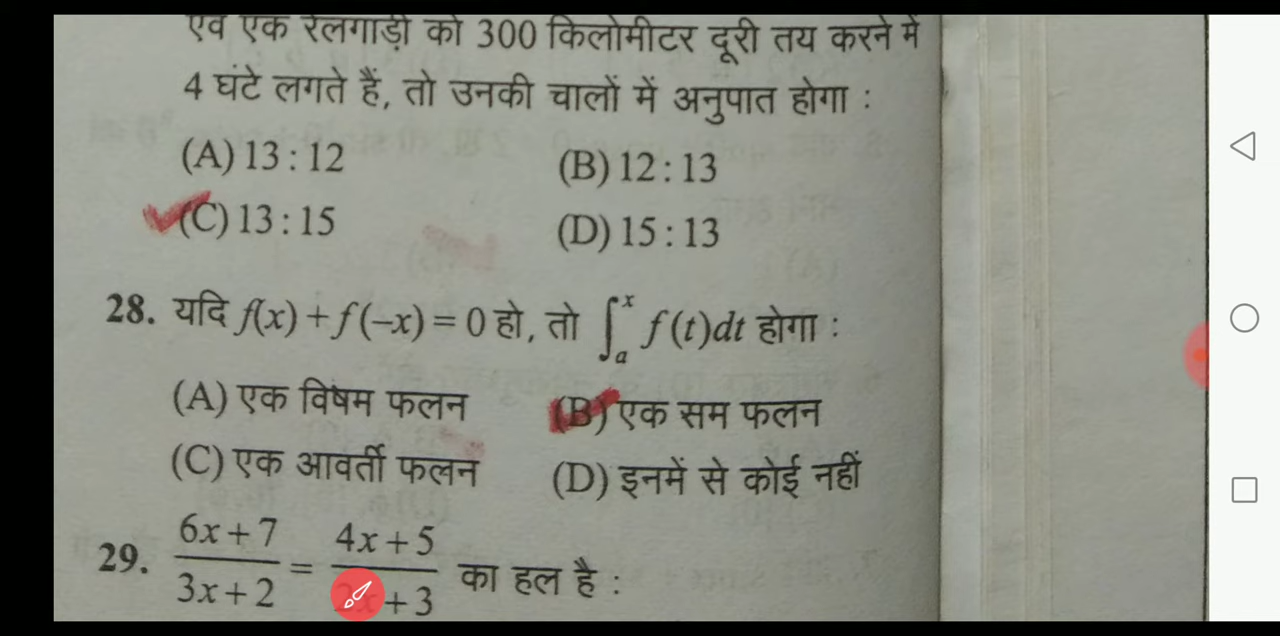 एवं एक रेलगाड़ी को 300 किलोमीटर दूरी तय करने में
4 घंटे लगते हैं, तो उनकी चालों में अनुपात होगा :
(A) 13 : 12 (B) 12 : 13
(C) 13 : 15 (D) 15 : 13
28. यदि f(x) + f(–x) = 0 हो, तो ∫ₐˣ f(t)dt होगा :
(A) एक विषम फलन (B) एक सम फलन
(C) एक आवर्ती फलन (D) इनमें से कोई नहीं
29. (6x + 7)/(3x + 2) = (4x + 5)/( + 3) का हल है :